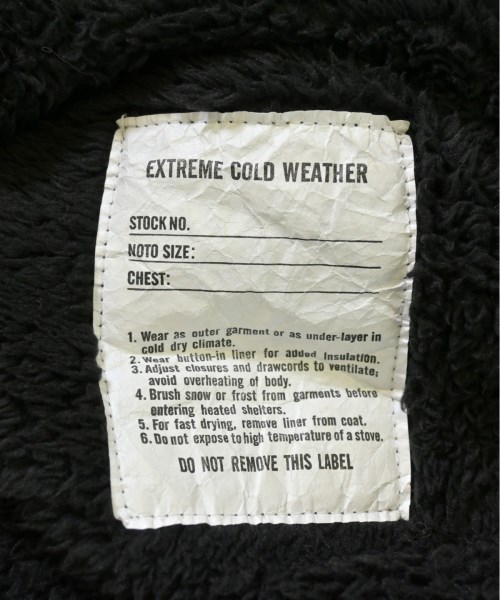 EXTREME COLD WEATHER
STOCK NO.
NOTO SIZE:
CHEST:
1. Wear as outer garment or as under-layer in
cold dry climate.
2. Wear button-in liner for added Insulation.
3. Adjust closures and drawcords to ventilate;
avoid overheating of body.
4. Brush snow or frost from garments before
entering heated shelters.
5. For fast drying, remove liner from coat.
6. Do not expose to high temperature of a stove.
DO NOT REMOVE THIS LABEL